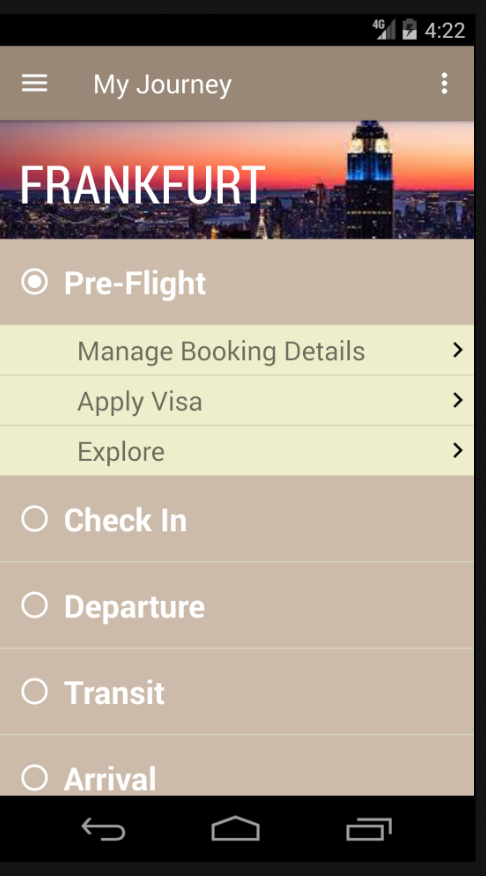 4G 4:22
My Journey
FRANKFURT
Pre-Flight
Manage Booking Details
Apply Visa
Explore
Check In
Departure
Transit
Arrival